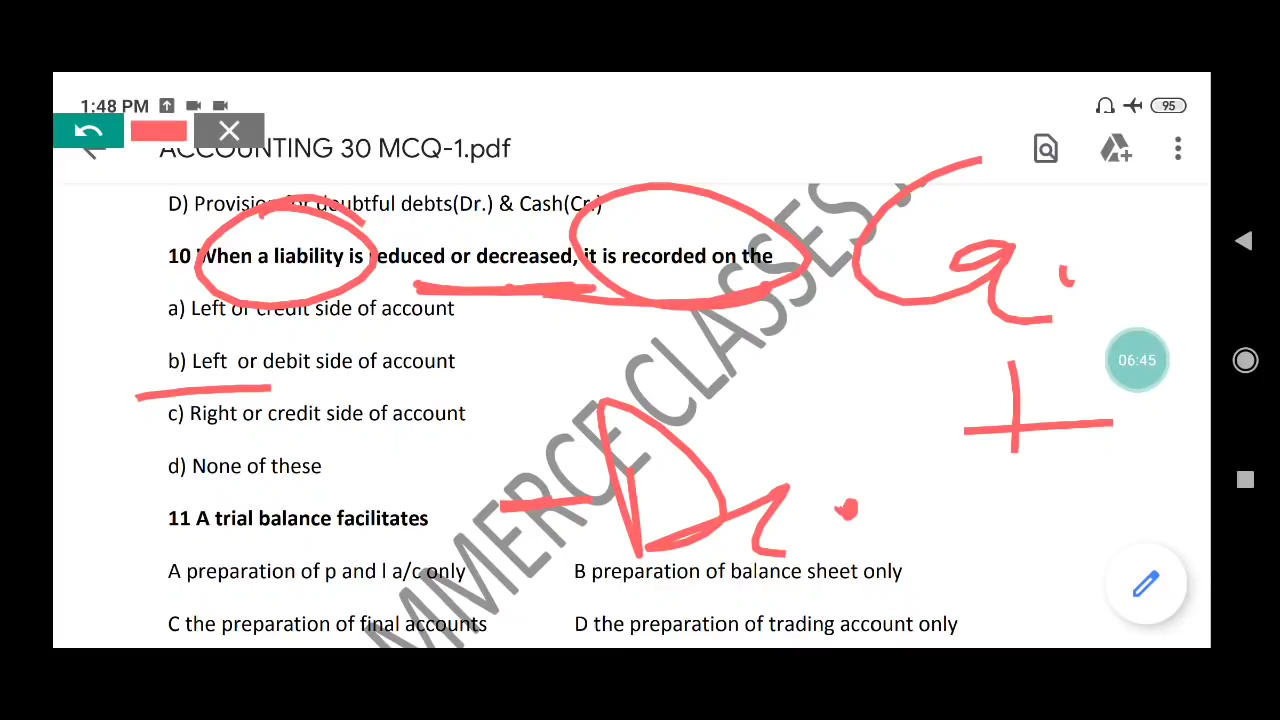 1:48 PM
95
ACCOUNTING 30 MCQ-1.pdf
D) Provision for doubtful debts(Dr.) & Cash(Cr.)
10 When a liability is reduced or decreased, it is recorded on the
a) Left or credit side of account
b) Left or debit side of account
c) Right or credit side of account
d) None of these
11 A trial balance facilitates
A preparation of p and l a/c only
B preparation of balance sheet only
C the preparation of final accounts
D the preparation of trading account only
MMERCE CLASSES
Cr.
+
- Dr.
06:45